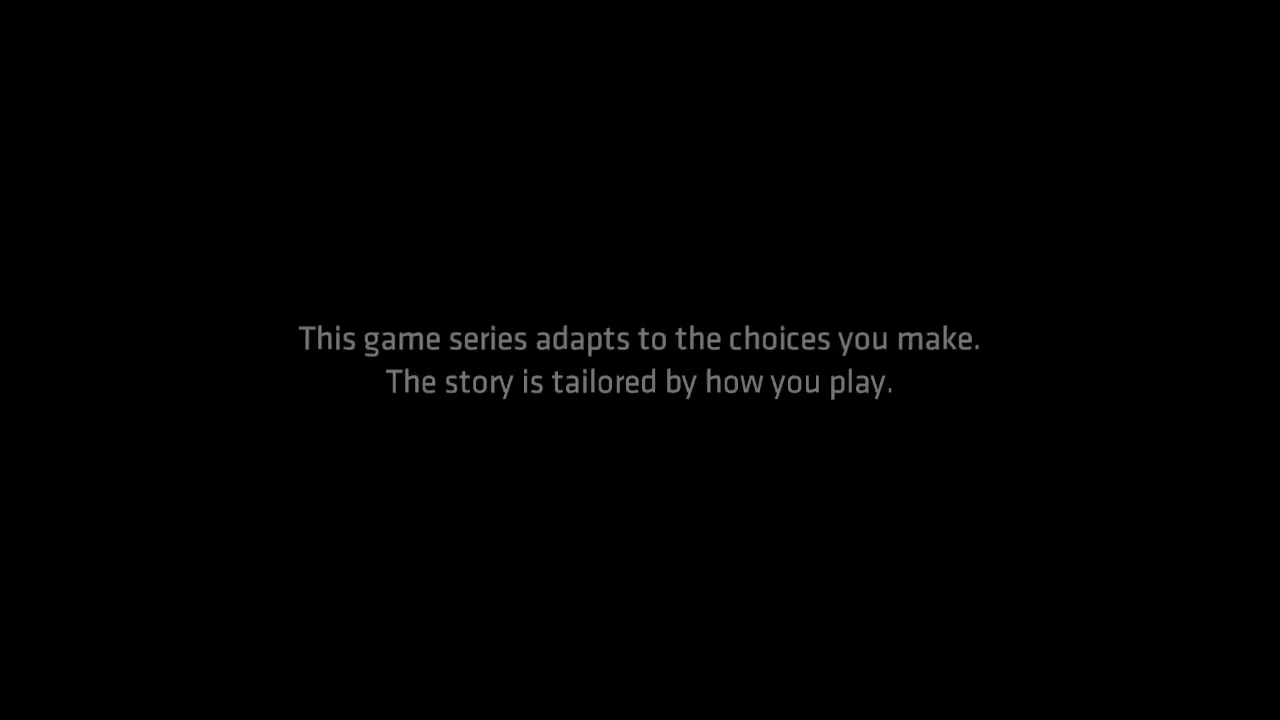 This game series adapts to the choices you make.
The story is tailored by how you play.